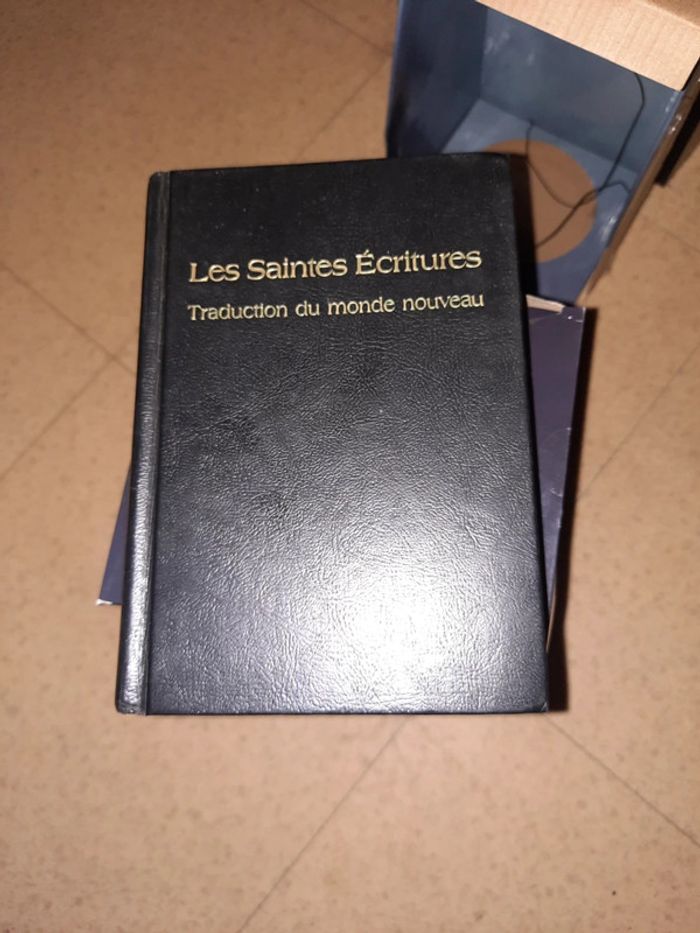 Les Saintes Écritures
Traduction du monde nouveau